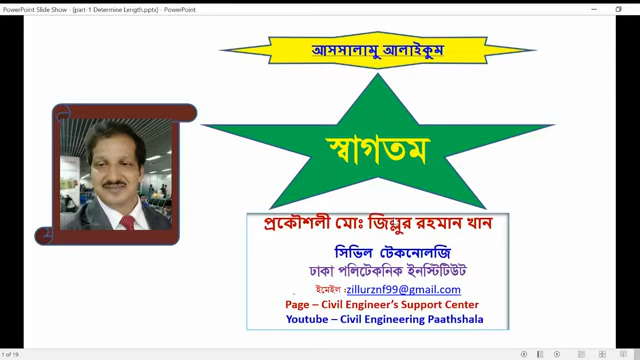 PowerPoint Slide Show - [part-1 Determine Length.pptx] - PowerPoint
আসসালামু আলাইকুম
স্বাগতম
প্রকৌশলী মোঃ জিল্লুর রহমান খান
সিভিল টেকনোলজি
ঢাকা পলিটেকনিক ইনস্টিটিউট
ইমেইল :zillurznf99@gmail.com
Page – Civil Engineer’s Support Center
Youtube – Civil Engineering Paathshala
1 of 19